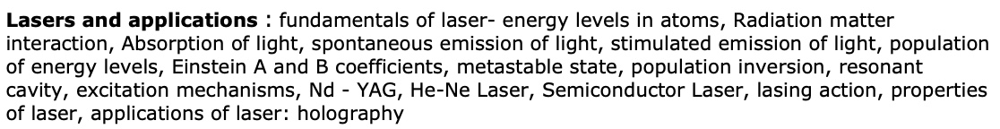 Lasers and applications : fundamentals of laser- energy levels in atoms, Radiation matter
interaction, Absorption of light, spontaneous emission of light, stimulated emission of light, population
of energy levels, Einstein A and B coefficients, metastable state, population inversion, resonant
cavity, excitation mechanisms, Nd - YAG, He-Ne Laser, Semiconductor Laser, lasing action, properties
of laser, applications of laser: holography